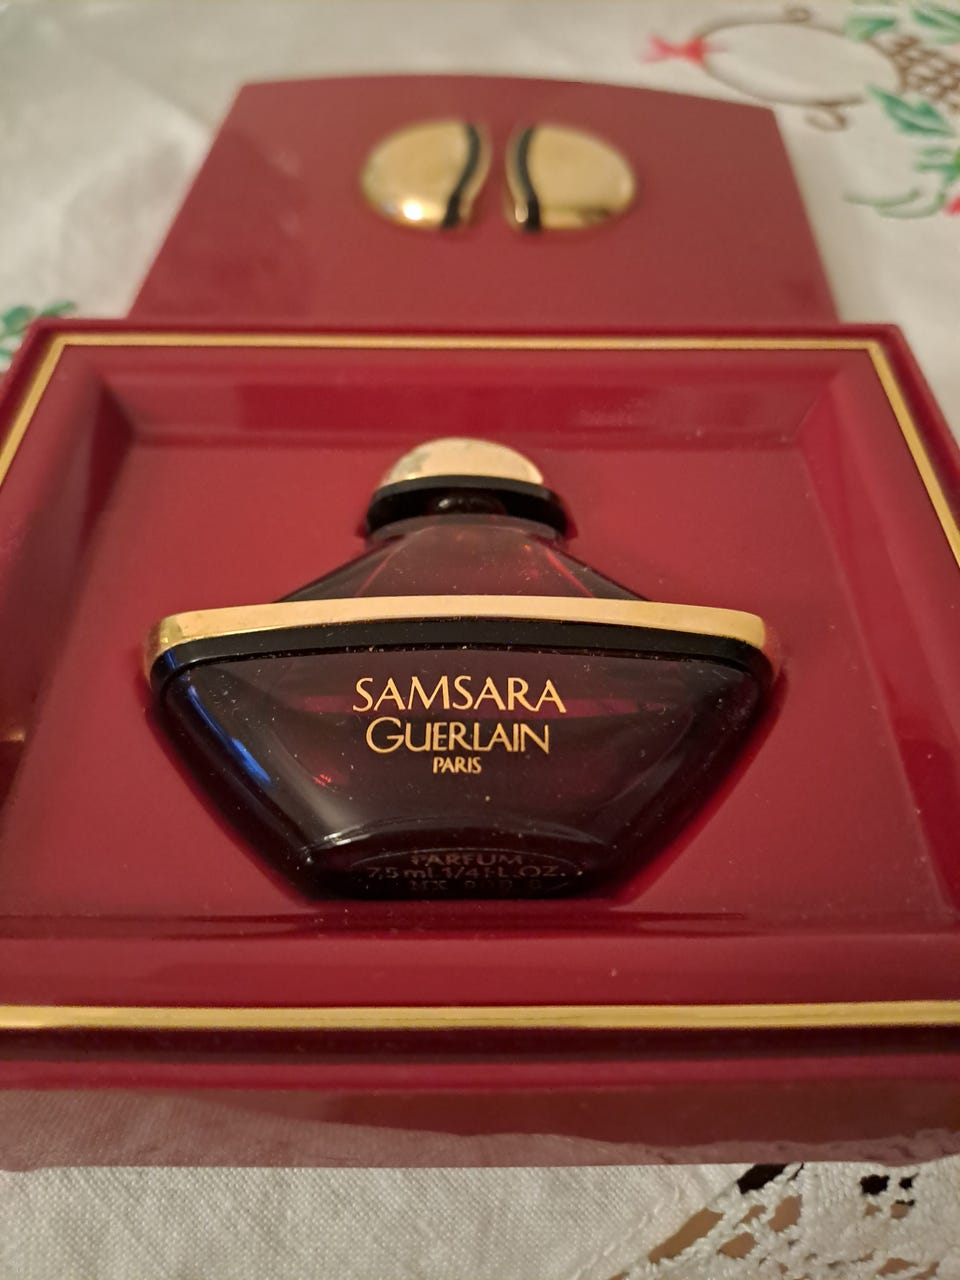 SAMSARA
GUERLAIN
PARIS
PARFUM
7,5 ml 1/4 FL.OZ.